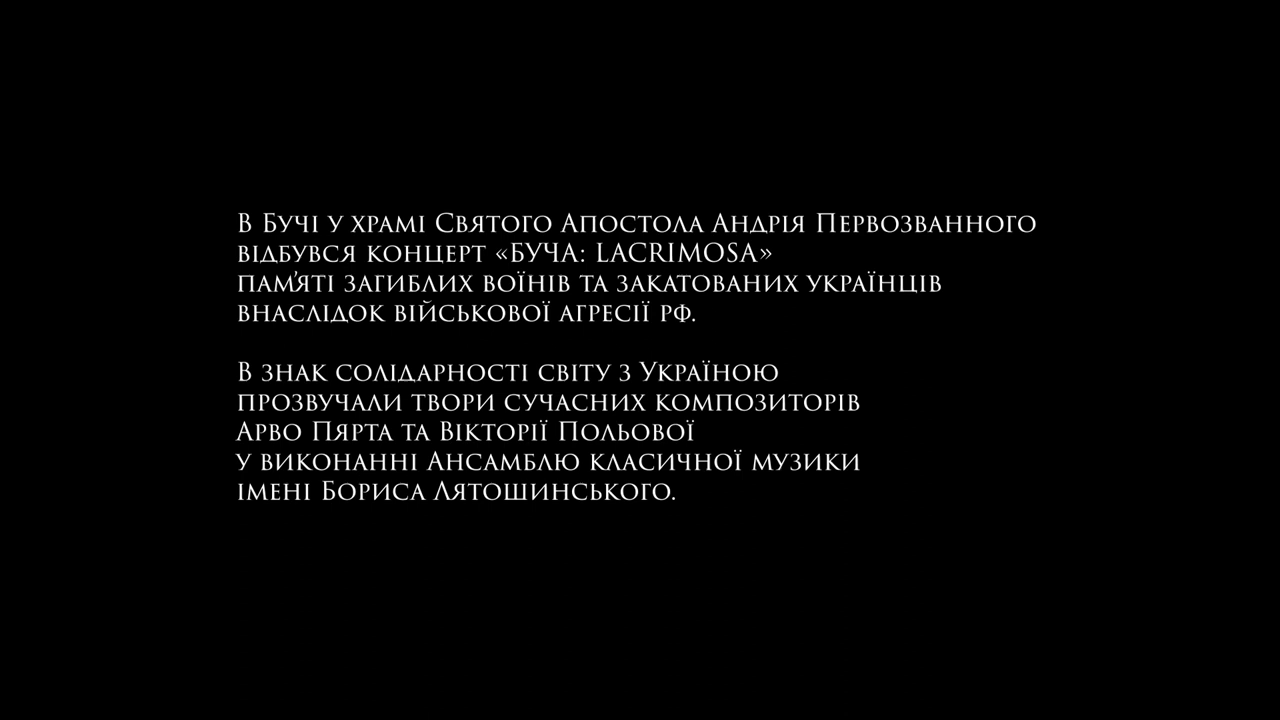 В Бучі у храмі Святого Апостола Андрія Первозванного
відбувся концерт «БУЧА: LACRIMOSA»
пам'яті загиблих воїнів та закатованих українців
внаслідок військової агресії рф.
В знак солідарності світу з Україною
прозвучали твори сучасних композиторів
Арво Пярта та Вікторії Польової
у виконанні Ансамблю класичної музики
імені Бориса Лятошинського.